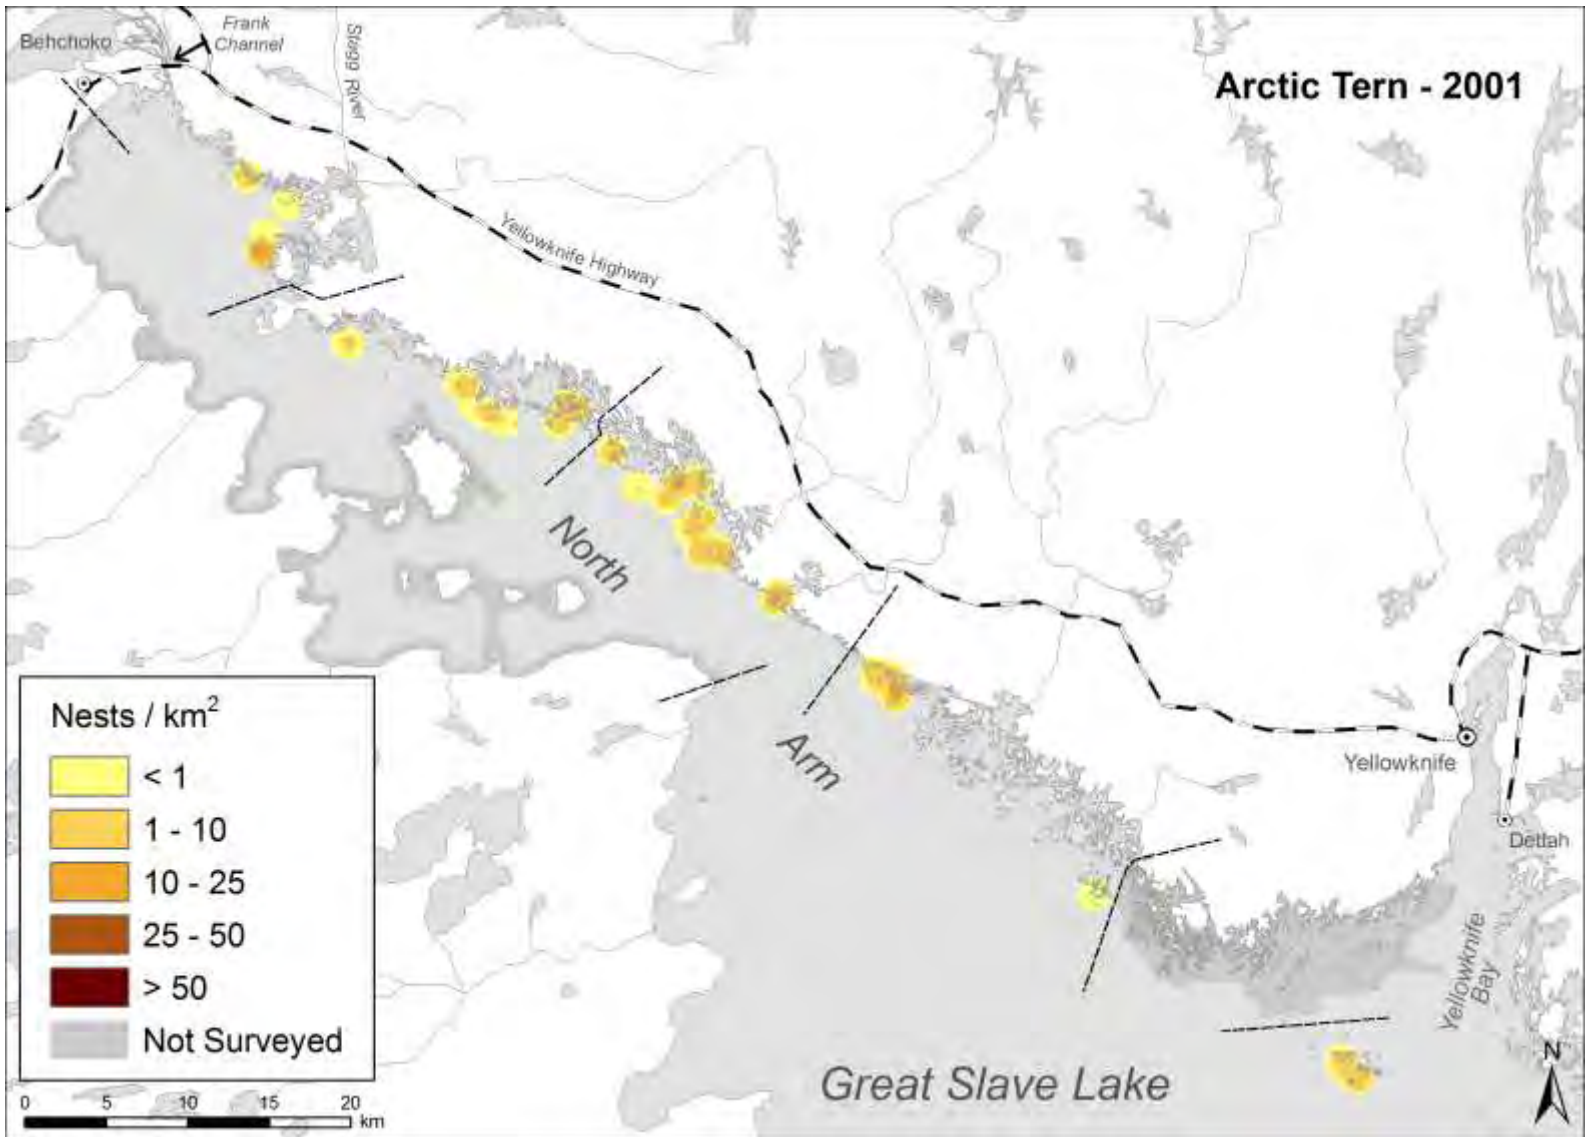 Behchoko
Frank
Channel
Stagg River
Arctic Tern - 2001
Yellowknife Highway
North
Arm
Nests / km²
< 1
1 - 10
10 - 25
25 - 50
> 50
Not Surveyed
Yellowknife
Dettah
Yellowknife
Bay
Great Slave Lake
N
0 5 10 15 20
km